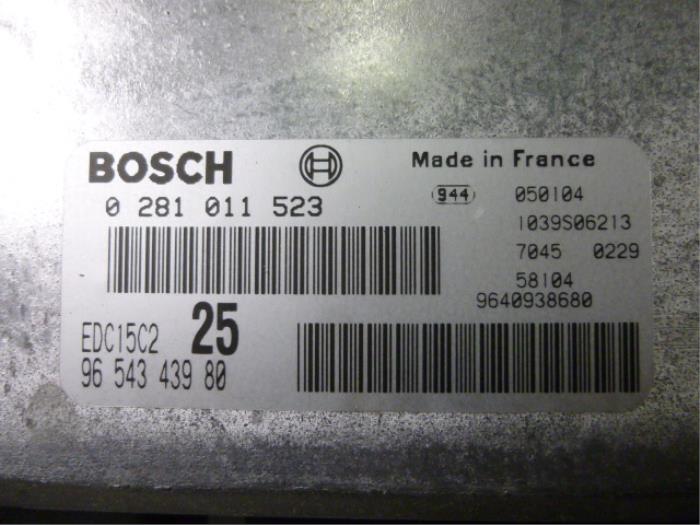 BOSCH
Made in France
0 281 011 523
944
050104
1039S06213
7045 0229
58104
9640938680
EDC15C2 25
96 543 439 80